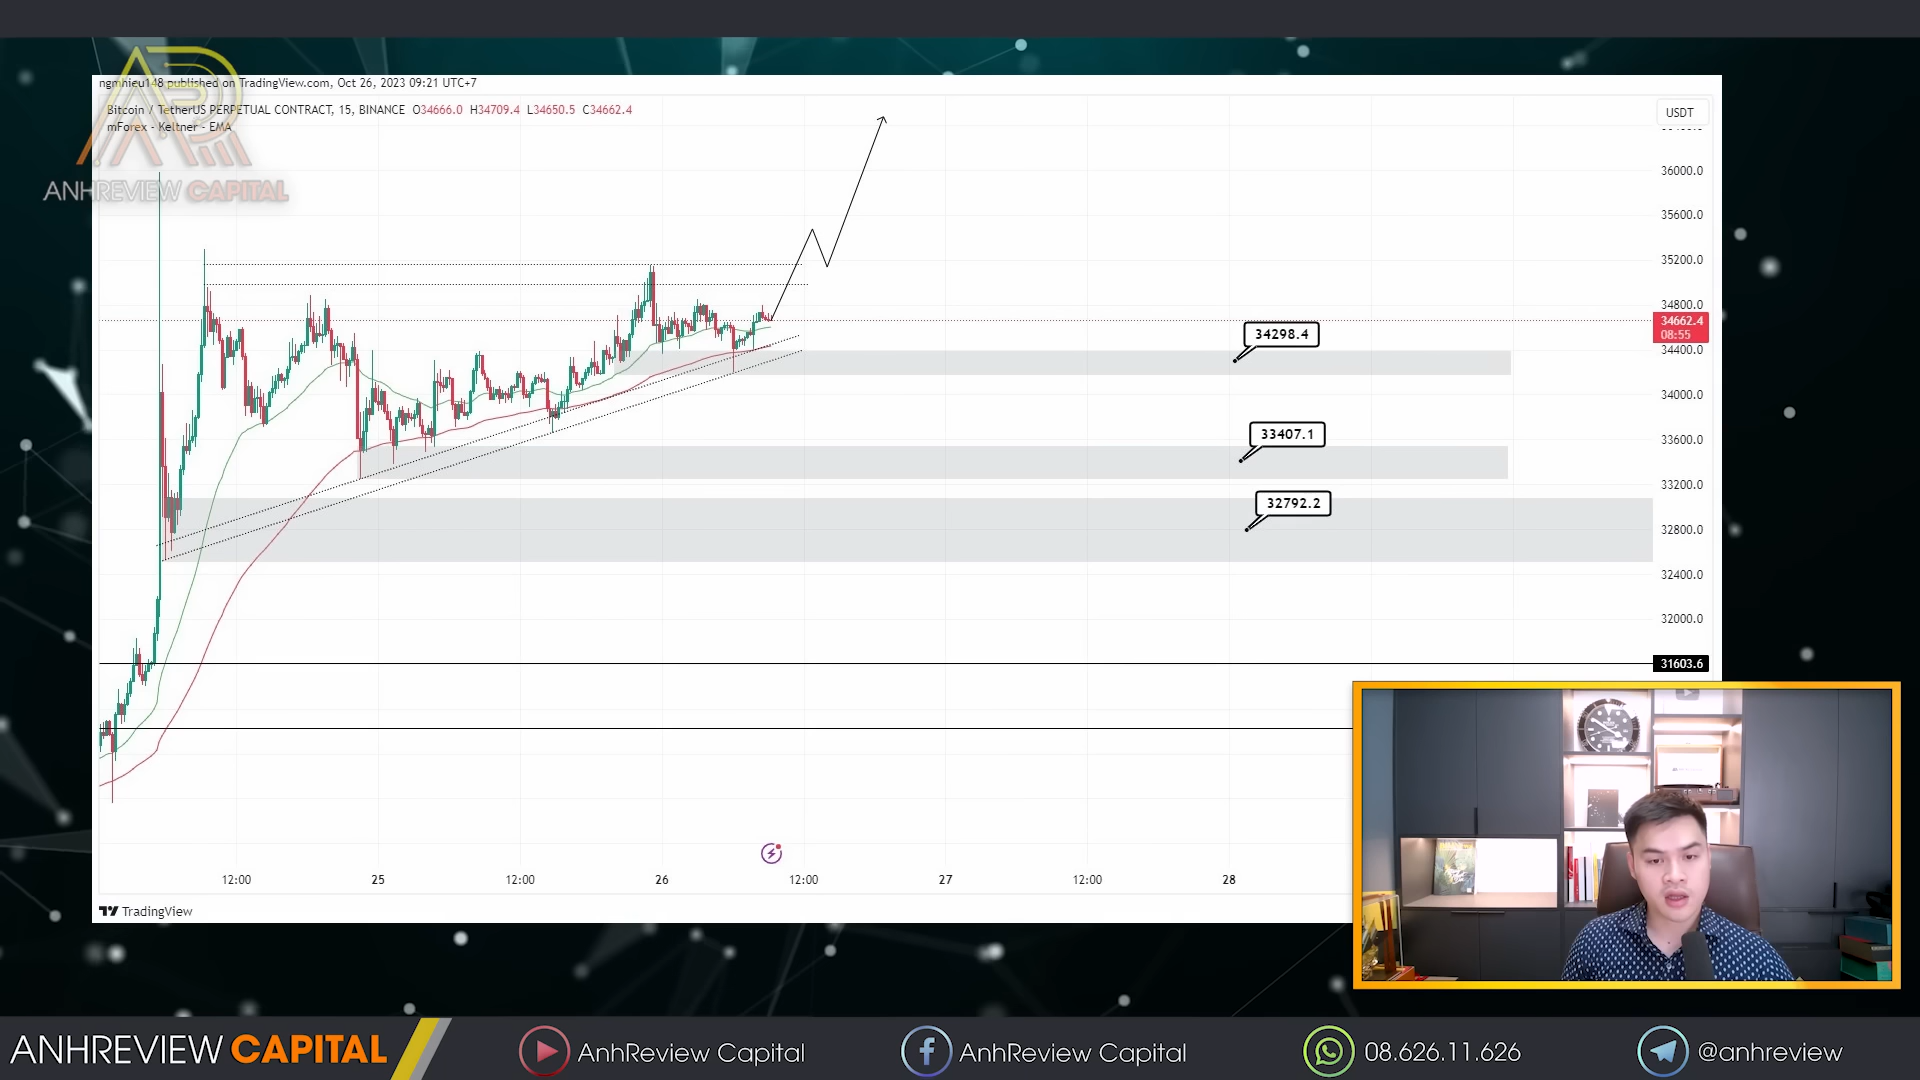 ngmhieu148 published on TradingView.com, Oct 26, 2023 09:21 UTC+7
Bitcoin / TetherUS PERPETUAL CONTRACT, 15, BINANCE O34666.0 H34709.4 L34650.5 C34662.4
mForex - Keltner - EMA
ANHREVIEW CAPITAL
USDT
36000.0
35600.0
35200.0
34800.0
34662.4
08:55
34400.0
34000.0
33600.0
33200.0
32800.0
32400.0
32000.0
31603.6
34298.4
33407.1
32792.2
12:00 25 12:00 26 12:00 27 12:00 28
TradingView
ANHREVIEW CAPITAL
AnhReview Capital
AnhReview Capital
08.626.11.626
@anhreview